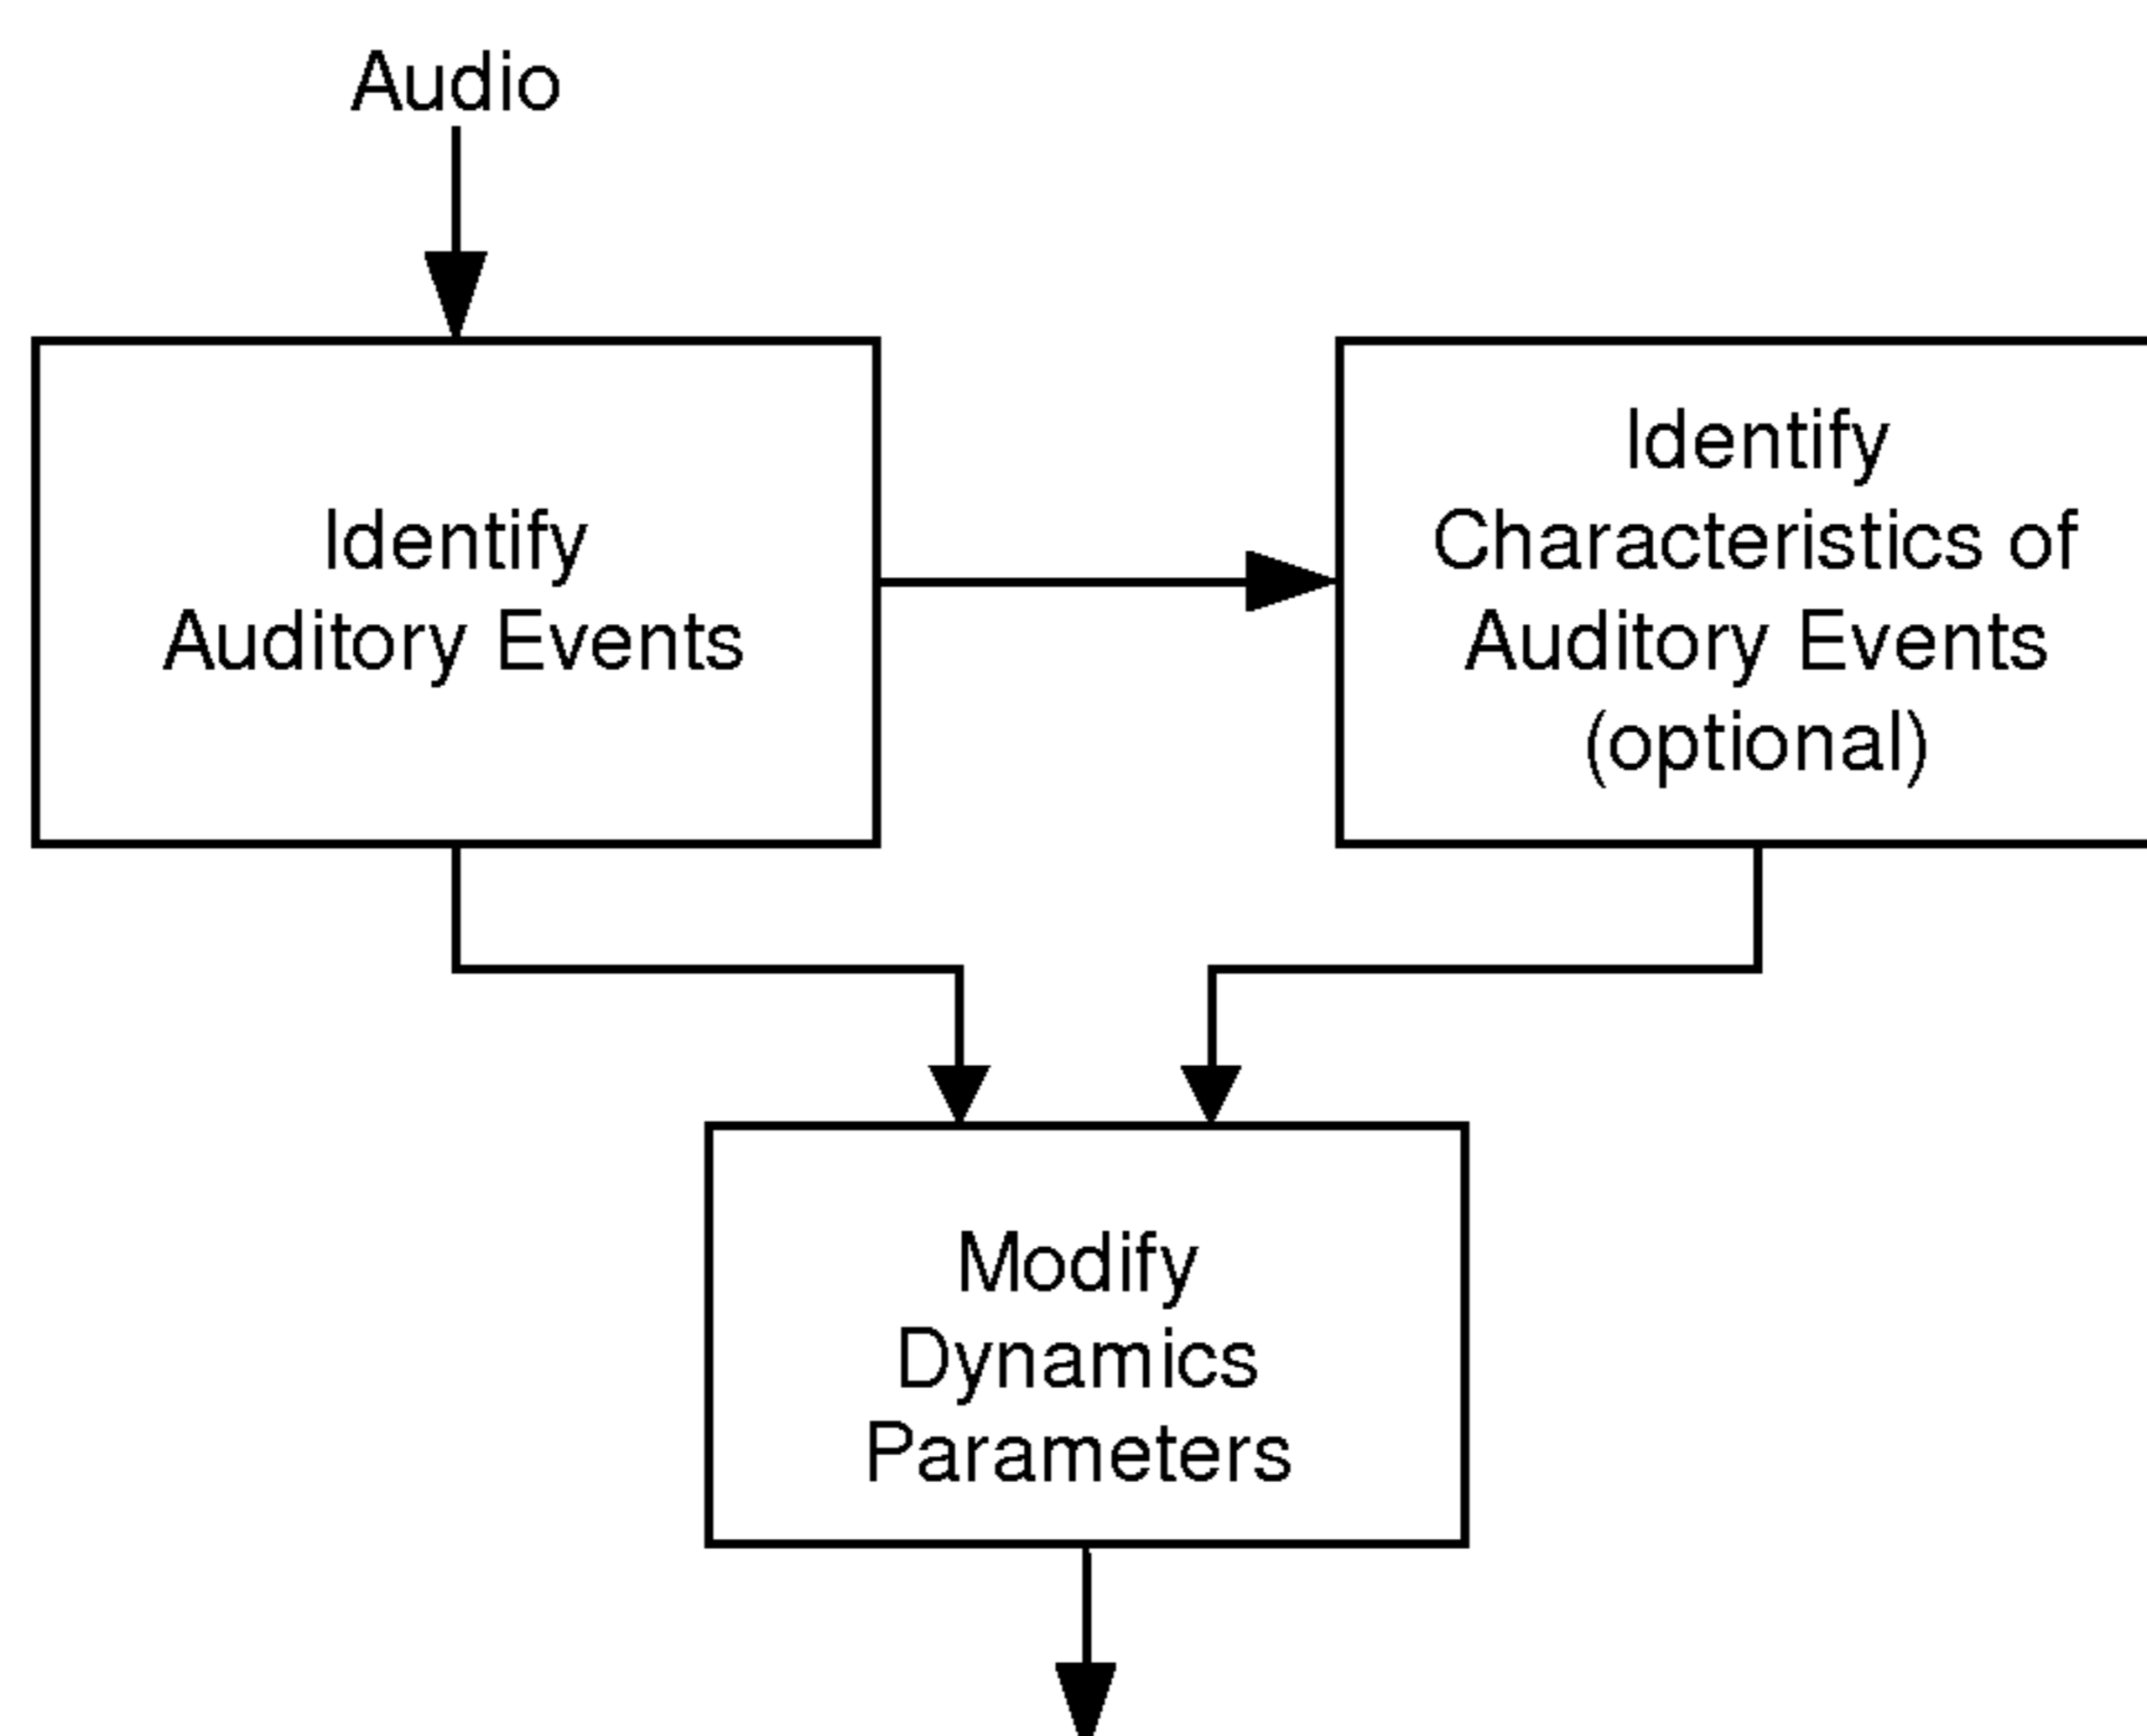 Audio
Identify
Auditory Events
Identify
Characteristics of
Auditory Events
(optional)
Modify
Dynamics
Parameters